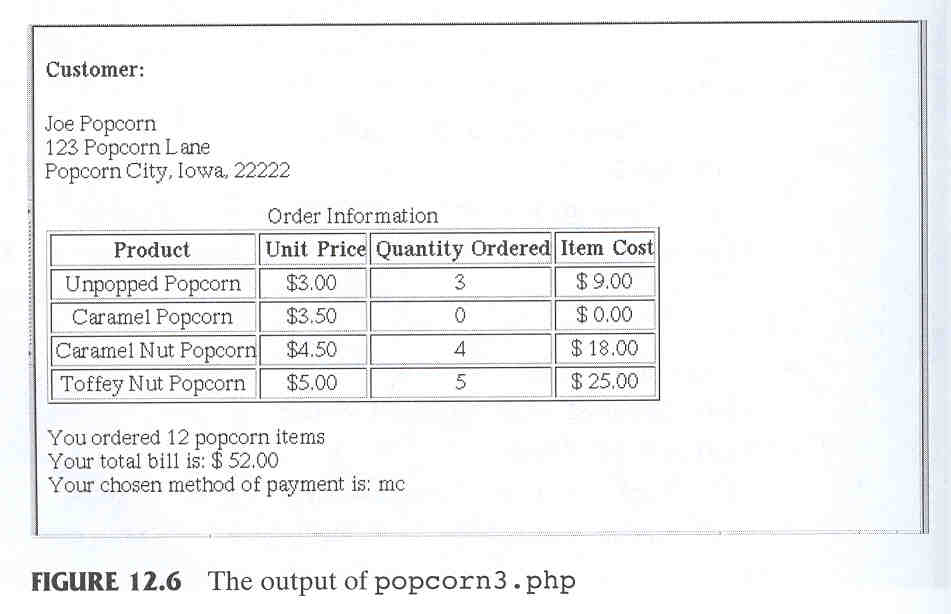 Customer:
Joe Popcorn
123 Popcorn Lane
Popcorn City, Iowa, 22222
Order Information
Product Unit Price Quantity Ordered Item Cost
Unpopped Popcorn $3.00 3 $ 9.00
Caramel Popcorn $3.50 0 $ 0.00
Caramel Nut Popcorn $4.50 4 $ 18.00
Toffey Nut Popcorn $5.00 5 $ 25.00
You ordered 12 popcorn items
Your total bill is: $ 52.00
Your chosen method of payment is: mc
FIGURE 12.6 The output of popcorn3.php